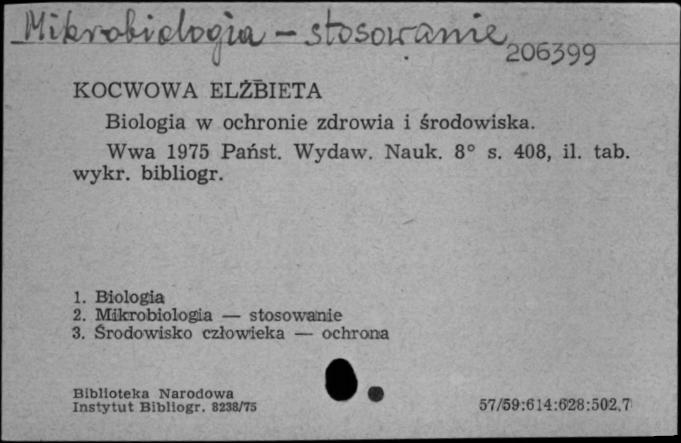 Mikrobiologia - stosowanie
206399
KOCWOWA ELŻBIETA
Biologia w ochronie zdrowia i środowiska.
Wwa 1975 Państ. Wydaw. Nauk. 8° s. 408, il. tab.
wykr. bibliogr.
1. Biologia
2. Mikrobiologia — stosowanie
3. Środowisko człowieka — ochrona
Biblioteka Narodowa
Instytut Bibliogr. 8238/75
57/59:614:628:502,7